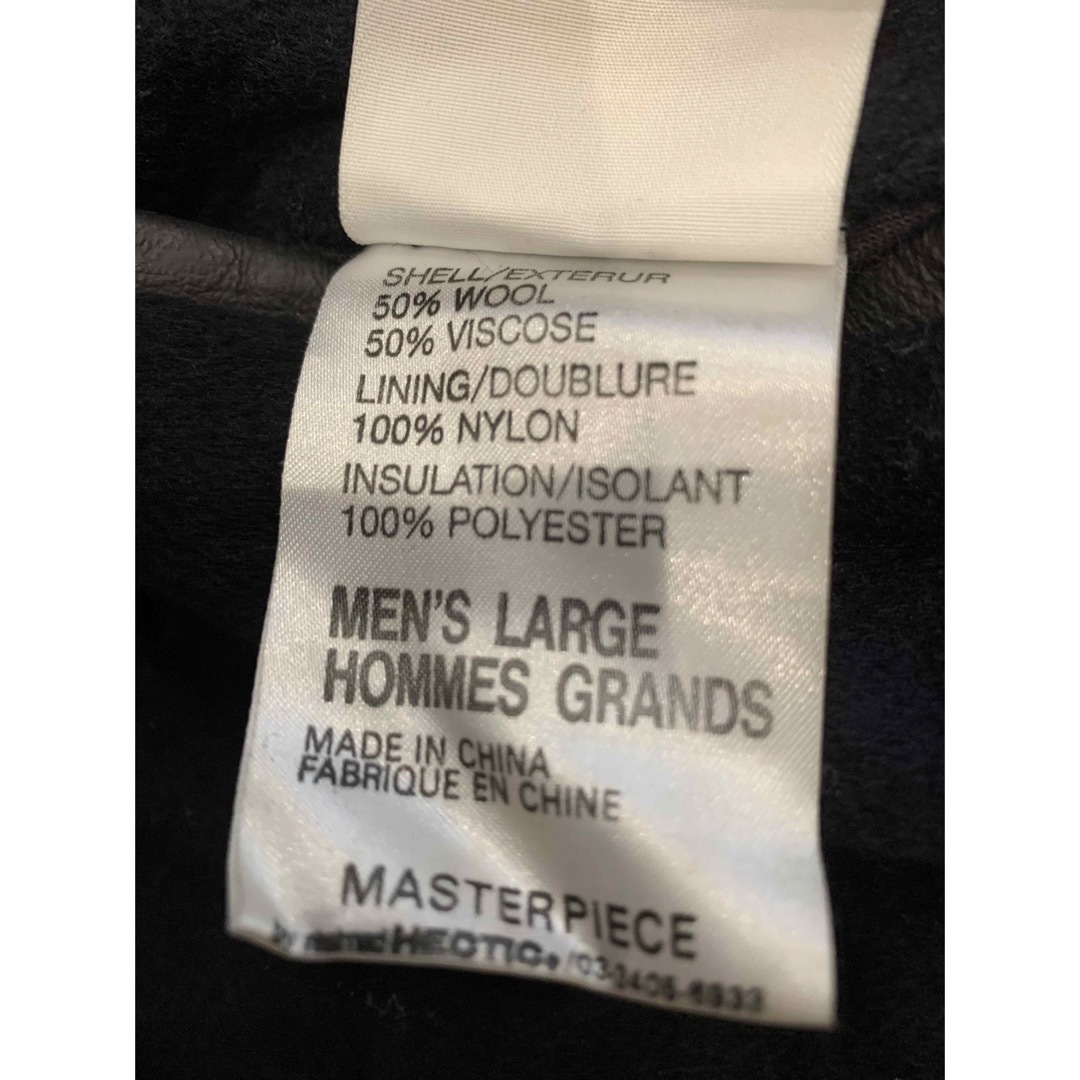 SHELL/EXTERUR
50% WOOL
50% VISCOSE
LINING/DOUBLURE
100% NYLON
INSULATION/ISOLANT
100% POLYESTER
MEN'S LARGE
HOMMES GRANDS
MADE IN CHINA
FABRIQUE EN CHINE
MASTERPIECE
by HECTIC